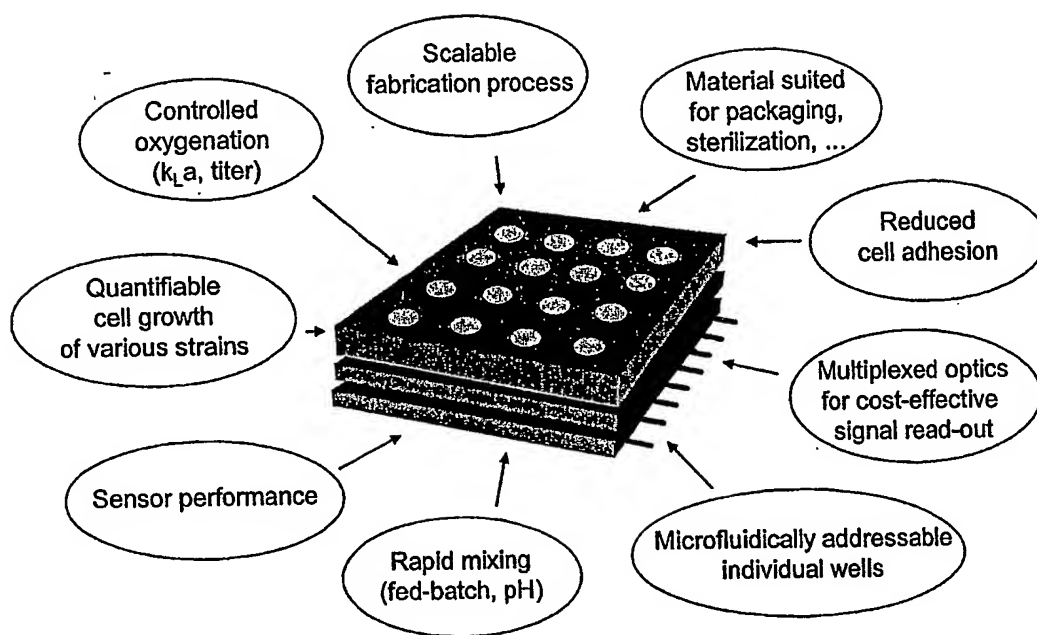 Scalable
fabrication process
Material suited
for packaging,
sterilization, ...
Controlled
oxygenation
(kLa, titer)
Reduced
cell adhesion
Quantifiable
cell growth
of various strains
Multiplexed optics
for cost-effective
signal read-out
Sensor performance
Rapid mixing
(fed-batch, pH)
Microfluidically addressable
individual wells